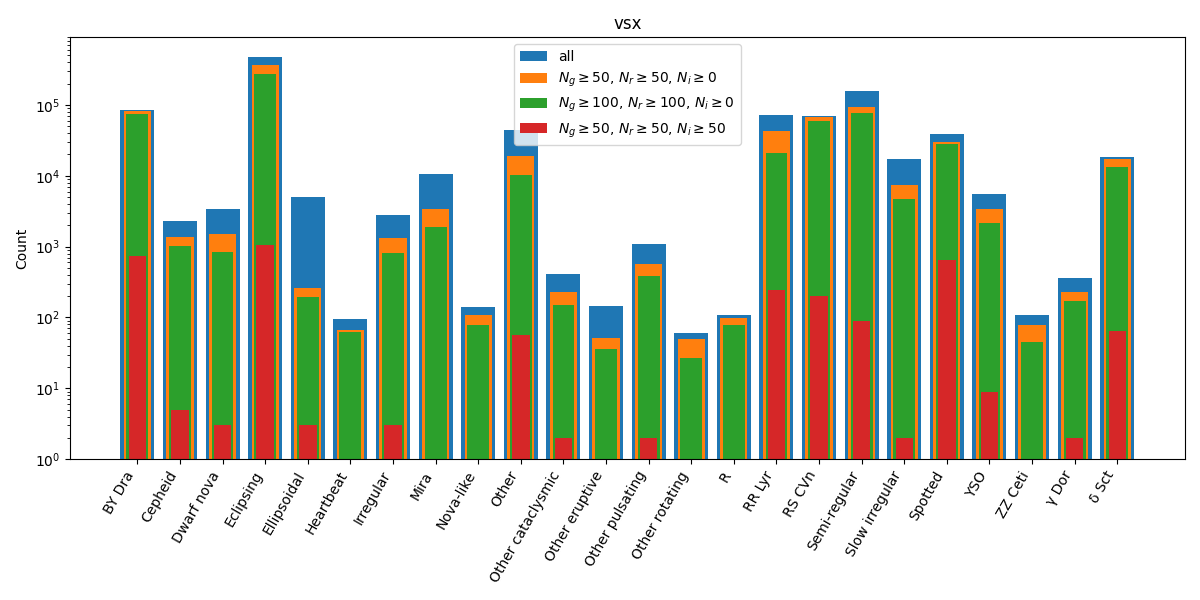 vsx
all
N_g ≥ 50, N_r ≥ 50, N_i ≥ 0
N_g ≥ 100, N_r ≥ 100, N_i ≥ 0
N_g ≥ 50, N_r ≥ 50, N_i ≥ 50
Count
10^5
10^4
10^3
10^2
10^1
10^0
BY Dra
Cepheid
Dwarf nova
Eclipsing
Ellipsoidal
Heartbeat
Irregular
Mira
Nova-like
Other
Other cataclysmic
Other eruptive
Other pulsating
Other rotating
R
RR Lyr
RS CVn
Semi-regular
Slow irregular
Spotted
YSO
ZZ Ceti
γ Dor
δ Sct